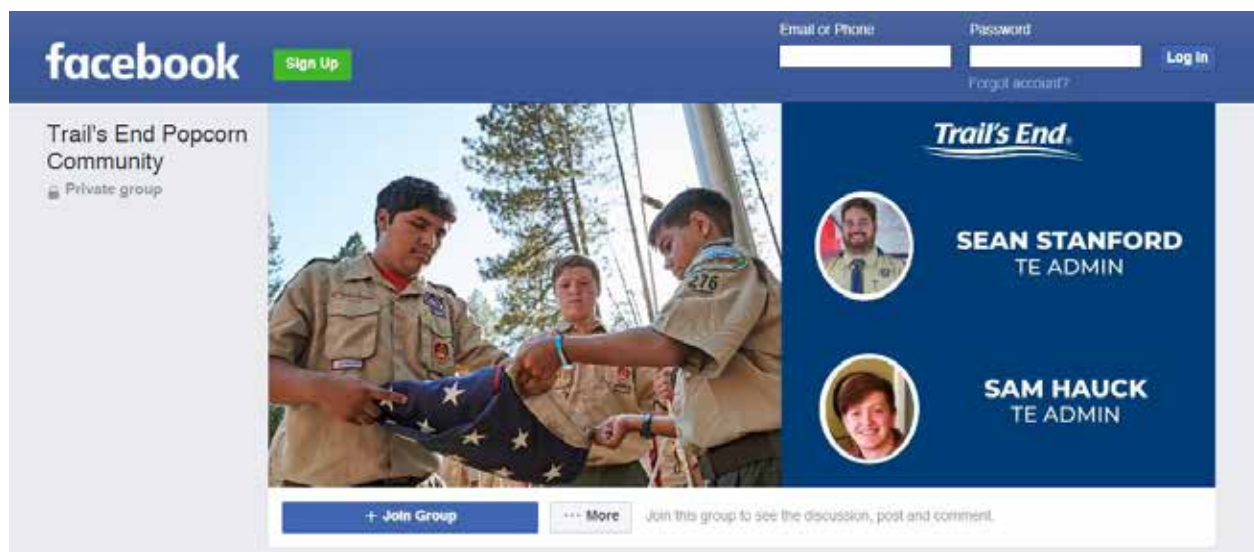 facebook
Sign Up
Email or Phone
Password
Log In
Forgot account?
Trail's End Popcorn
Community
Private group
276
Trail's End®
SEAN STANFORD
TE ADMIN
SAM HAUCK
TE ADMIN
+ Join Group
··· More
Join this group to see the discussion, post and comment.